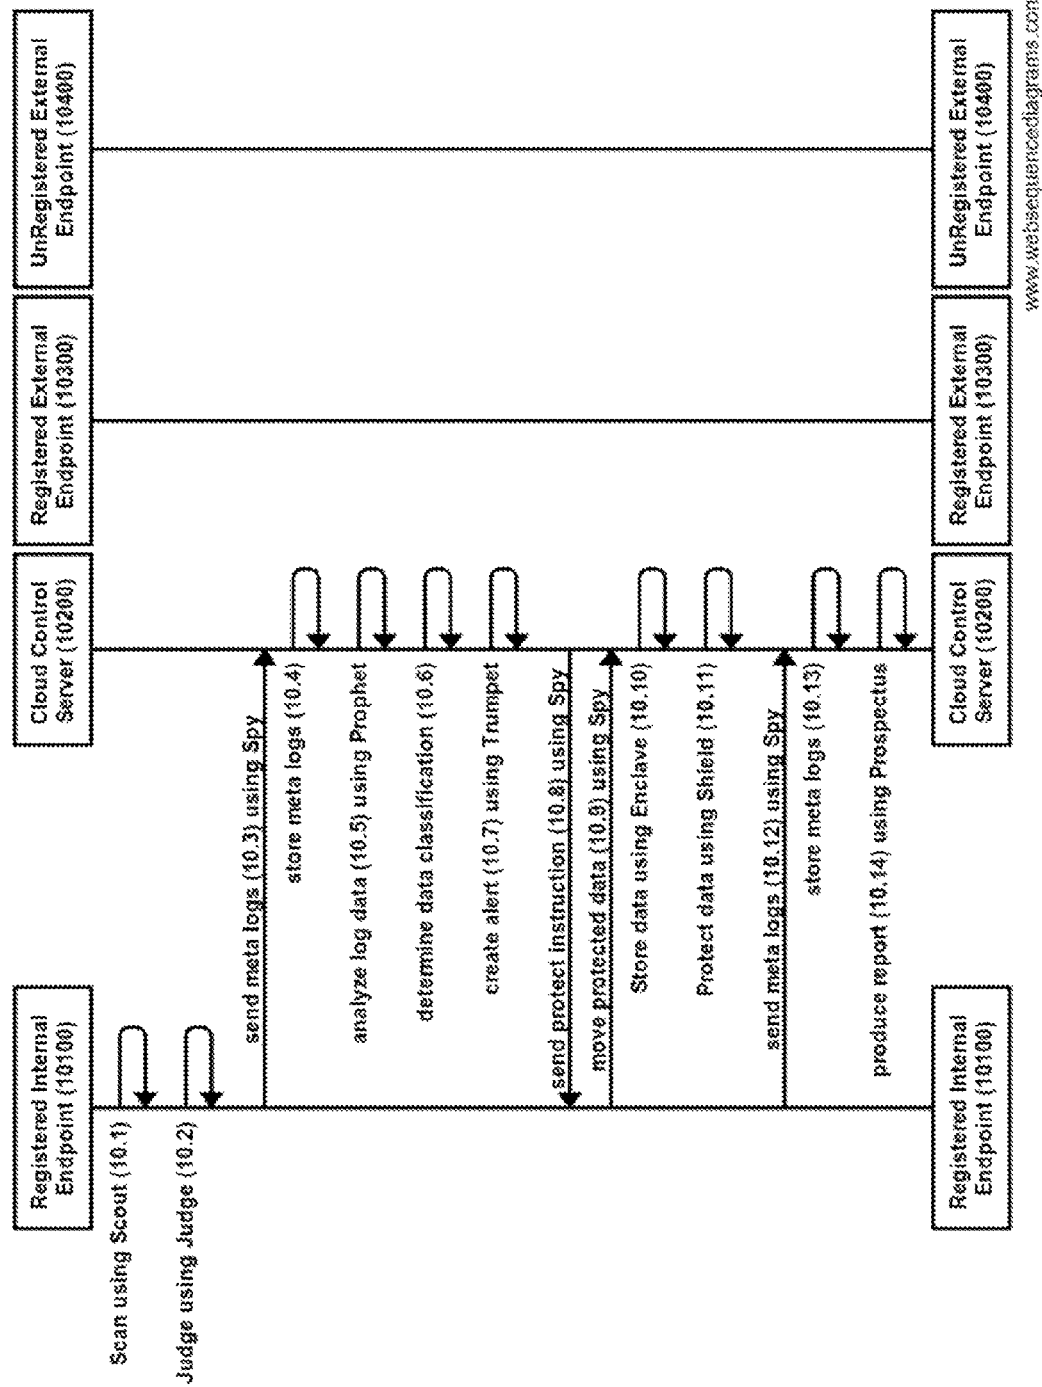 Registered Internal
Endpoint (10100)
Cloud Control
Server (10200)
Registered External
Endpoint (10300)
UnRegistered External
Endpoint (10400)
Scan using Scout (10.1)
Judge using Judge (10.2)
send meta logs (10.3) using Spy
store meta logs (10.4)
analyze log data (10.5) using Prophet
determine data classification (10.6)
create alert (10.7) using Trumpet
send protect instruction (10.8) using Spy
move protected data (10.9) using Spy
Store data using Enclave (10.10)
Protect data using Shield (10.11)
send meta logs (10.12) using Spy
store meta logs (10.13)
produce report (10.14) using Prospectus
Registered Internal
Endpoint (10100)
Cloud Control
Server (10200)
Registered External
Endpoint (10300)
UnRegistered External
Endpoint (10400)
www.websequencediagrams.com